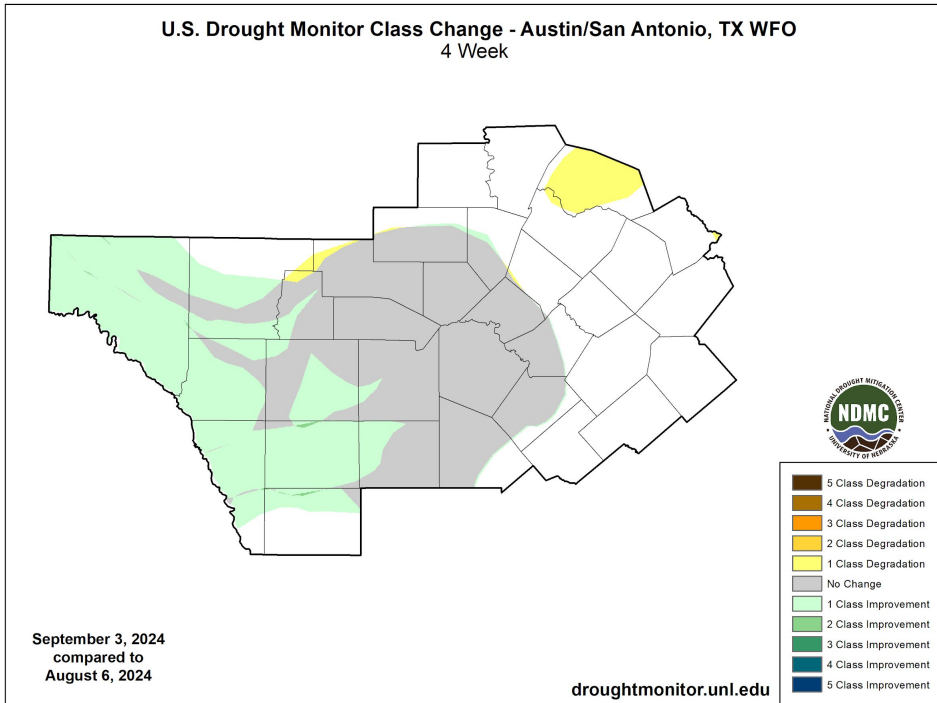 U.S. Drought Monitor Class Change - Austin/San Antonio, TX WFO
4 Week
NATIONAL DROUGHT MITIGATION CENTER
NDMC
UNIVERSITY OF NEBRASKA
5 Class Degradation
4 Class Degradation
3 Class Degradation
2 Class Degradation
1 Class Degradation
No Change
1 Class Improvement
2 Class Improvement
3 Class Improvement
4 Class Improvement
5 Class Improvement
September 3, 2024
compared to
August 6, 2024
droughtmonitor.unl.edu